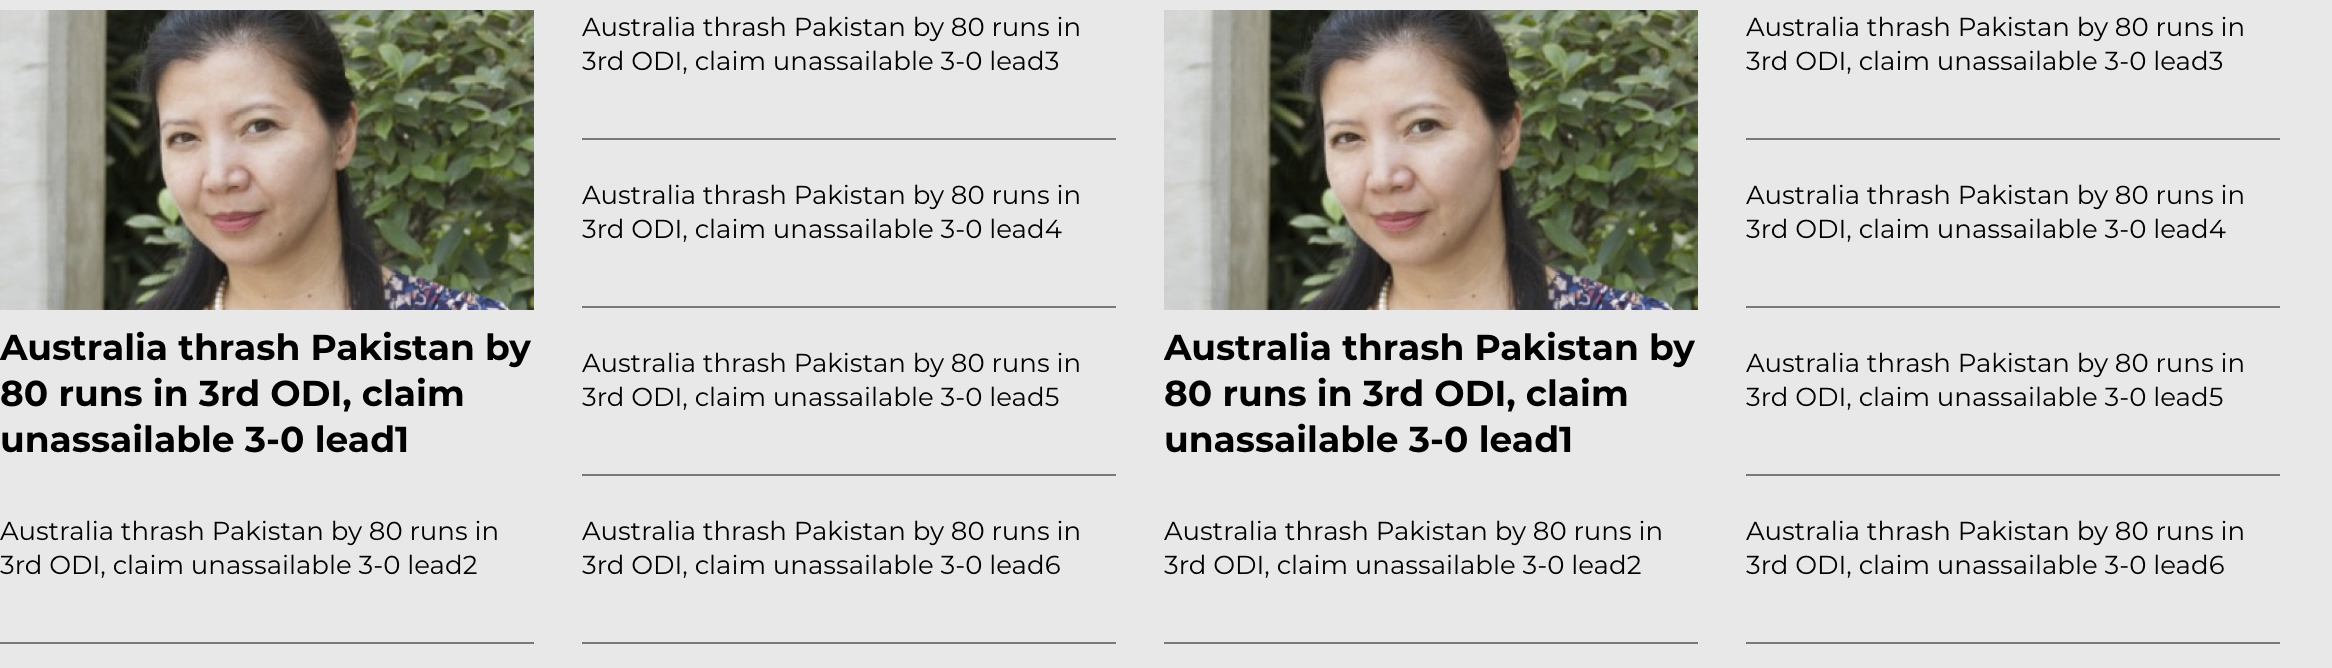 Australia thrash Pakistan by
80 runs in 3rd ODI, claim
unassailable 3-0 lead1
Australia thrash Pakistan by 80 runs in
3rd ODI, claim unassailable 3-0 lead2
Australia thrash Pakistan by 80 runs in
3rd ODI, claim unassailable 3-0 lead3
Australia thrash Pakistan by 80 runs in
3rd ODI, claim unassailable 3-0 lead4
Australia thrash Pakistan by 80 runs in
3rd ODI, claim unassailable 3-0 lead5
Australia thrash Pakistan by 80 runs in
3rd ODI, claim unassailable 3-0 lead6
Australia thrash Pakistan by
80 runs in 3rd ODI, claim
unassailable 3-0 lead1
Australia thrash Pakistan by 80 runs in
3rd ODI, claim unassailable 3-0 lead2
Australia thrash Pakistan by 80 runs in
3rd ODI, claim unassailable 3-0 lead3
Australia thrash Pakistan by 80 runs in
3rd ODI, claim unassailable 3-0 lead4
Australia thrash Pakistan by 80 runs in
3rd ODI, claim unassailable 3-0 lead5
Australia thrash Pakistan by 80 runs in
3rd ODI, claim unassailable 3-0 lead6